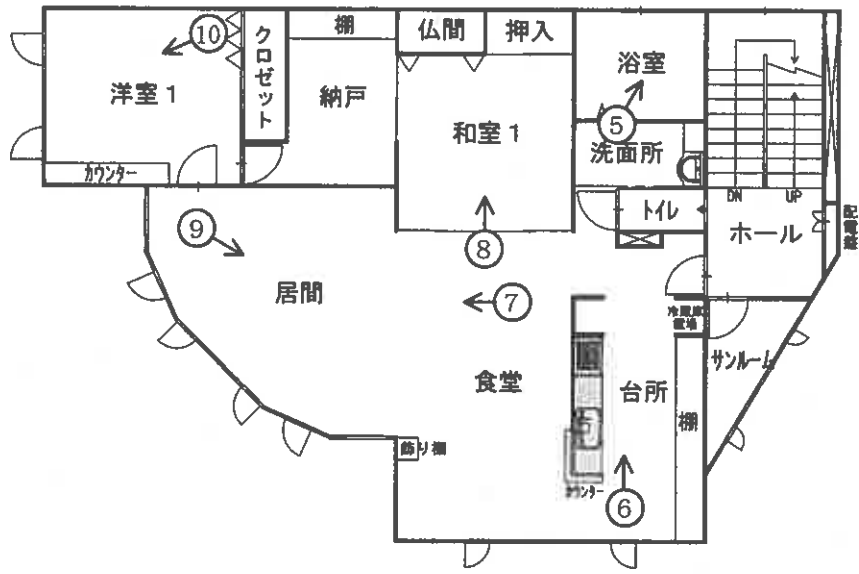 ⑩
クロゼット
棚
仏間
押入
浴室
洋室1
納戸
和室1
⑤
洗面所
カウンター
DN
UP
トイレ
配電盤
⑨
⑧
ホール
居間
⑦
冷蔵庫
置場
サンルーム
食堂
台所
棚
飾り棚
カウンター
⑥